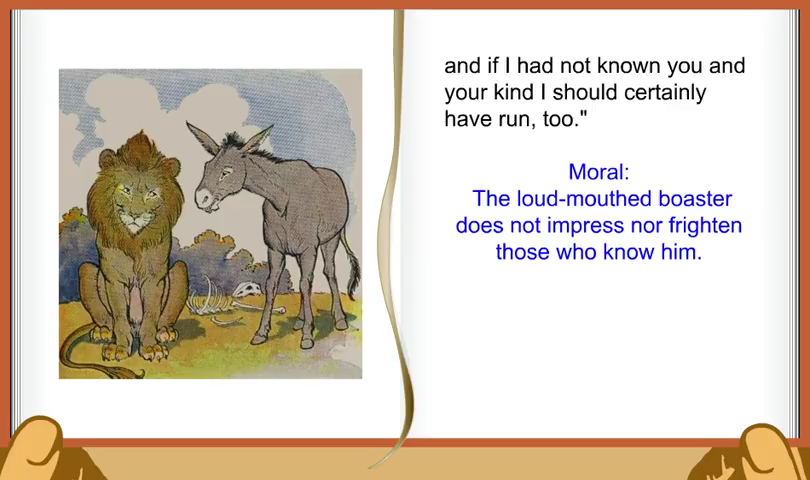 and if I had not known you and
your kind I should certainly
have run, too."
Moral:
The loud-mouthed boaster
does not impress nor frighten
those who know him.